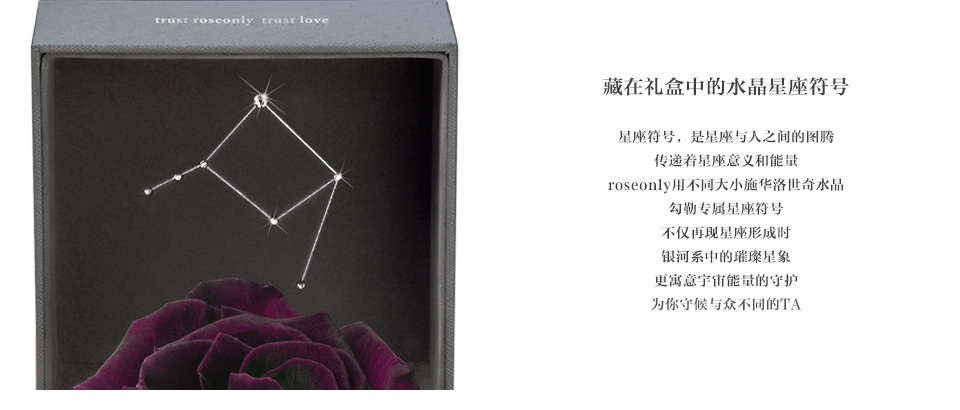 trust roseonly trust love
藏在礼盒中的水晶星座符号
星座符号，是星座与人之间的图腾
传递着星座意义和能量
roseonly用不同大小施华洛世奇水晶
勾勒专属星座符号
不仅再现星座形成时
银河系中的璀璨星象
更寓意宇宙能量的守护
为你守候与众不同的TA